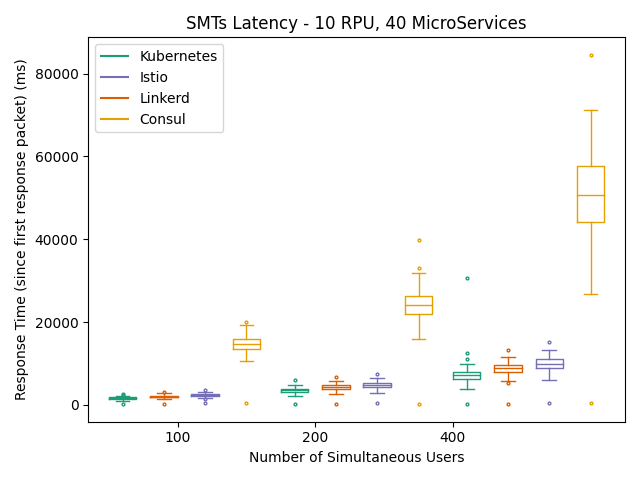 SMTs Latency - 10 RPU, 40 MicroServices
Response Time (since first response packet) (ms)
80000
60000
40000
20000
0
Kubernetes
Istio
Linkerd
Consul
100
200
400
Number of Simultaneous Users